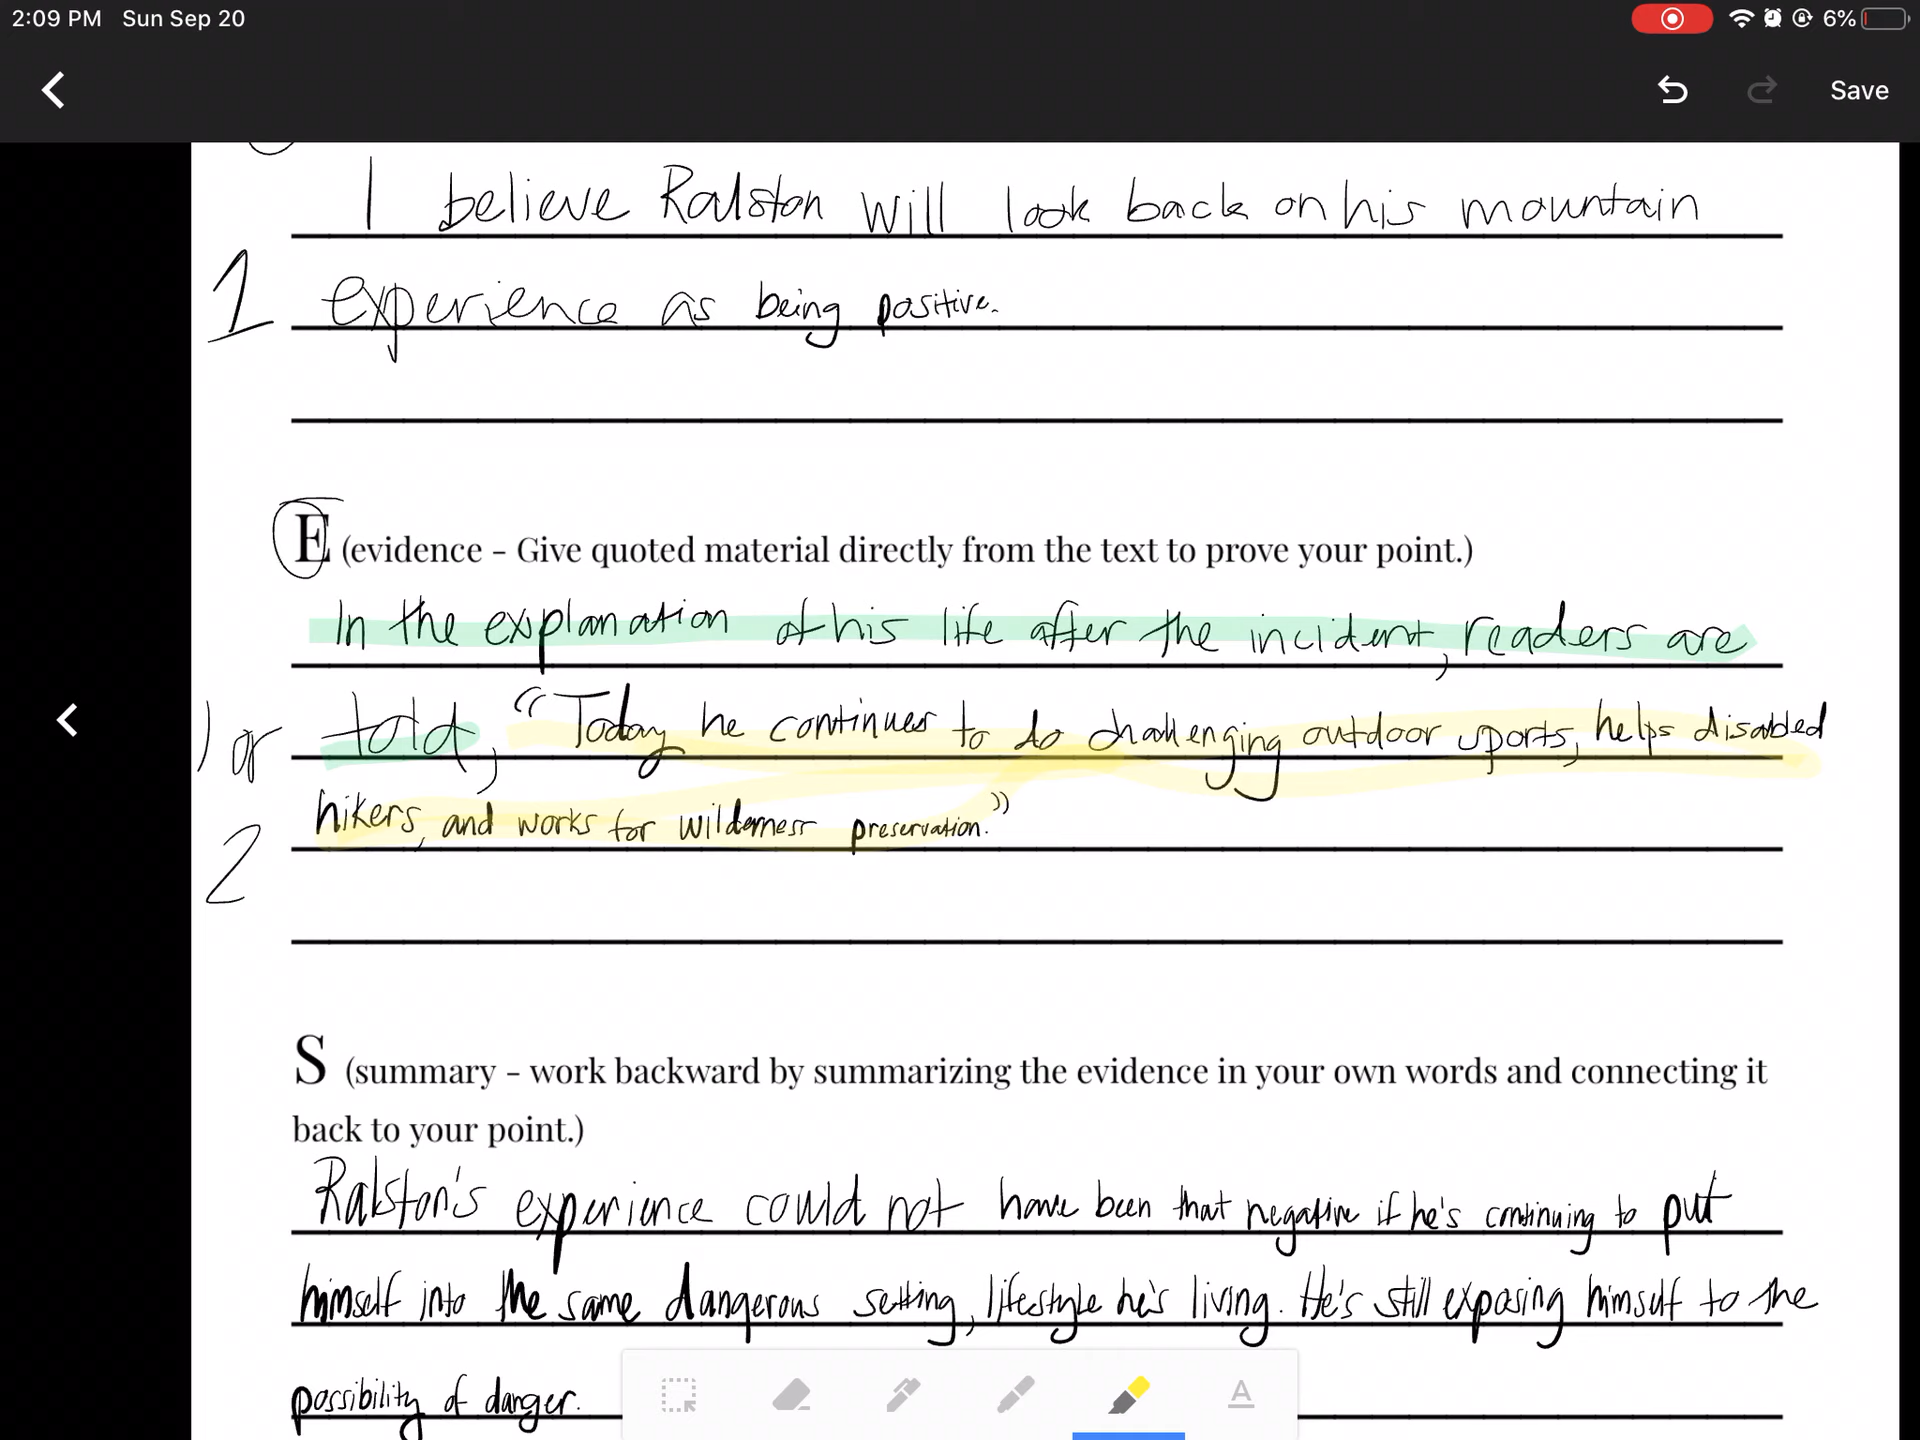 2:09 PM Sun Sep 20
6%
Save
I believe Ralston will look back on his mountain
1 experience as being positive.
E (evidence - Give quoted material directly from the text to prove your point.)
In the explanation of his life after the incident, readers are
1 or told, "Today he continues to do challenging outdoor sports, helps disabled
2 hikers, and works for wilderness preservation."
S (summary - work backward by summarizing the evidence in your own words and connecting it
back to your point.)
Ralston's experience could not have been that negative if he's continuing to put
himself into the same dangerous setting, lifestyle he's living. He's still exposing himself to the
possibility of danger.
A